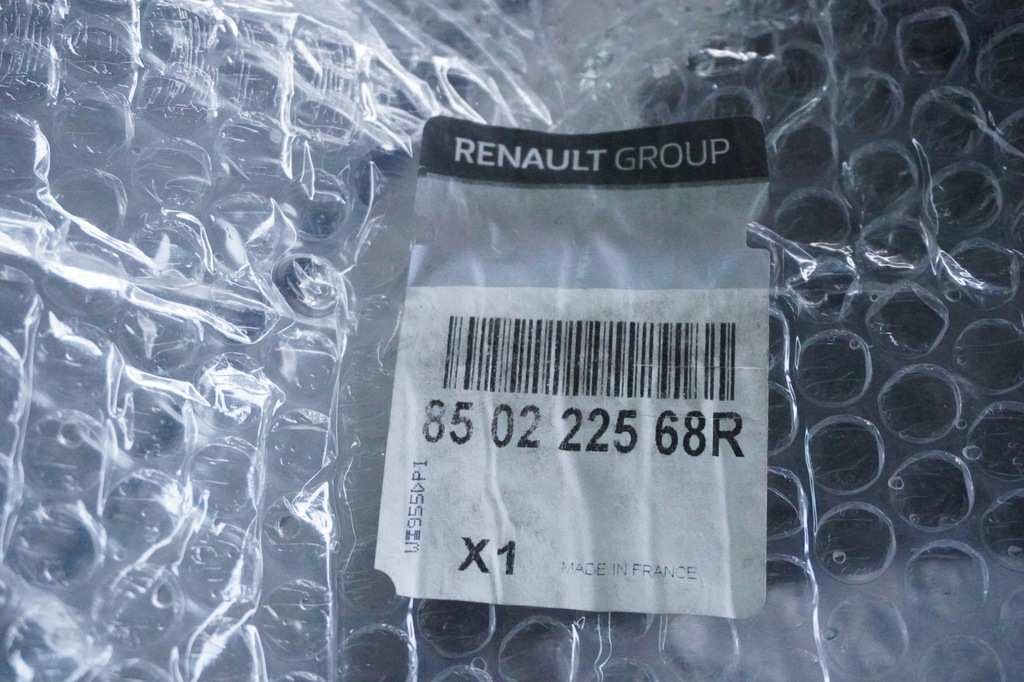 RENAULT GROUP
85 02 225 68R
X1
MADE IN FRANCE